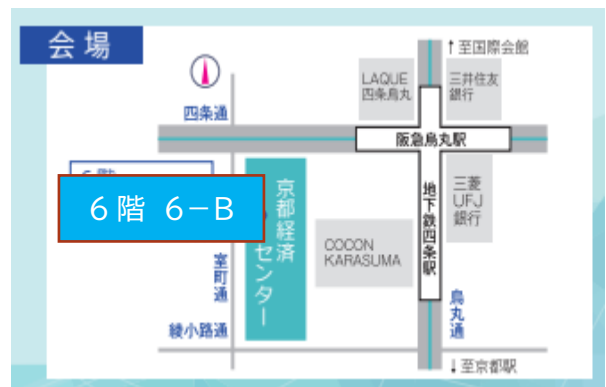 会場
↑至国際会館
LAQUE
四条烏丸
三井住友
銀行
四条通
阪急烏丸駅
6階 6-B
京都経済
センター
地下鉄四条駅
三菱
UFJ
銀行
COCON
KARASUMA
室町通
烏丸通
綾小路通
↓至京都駅